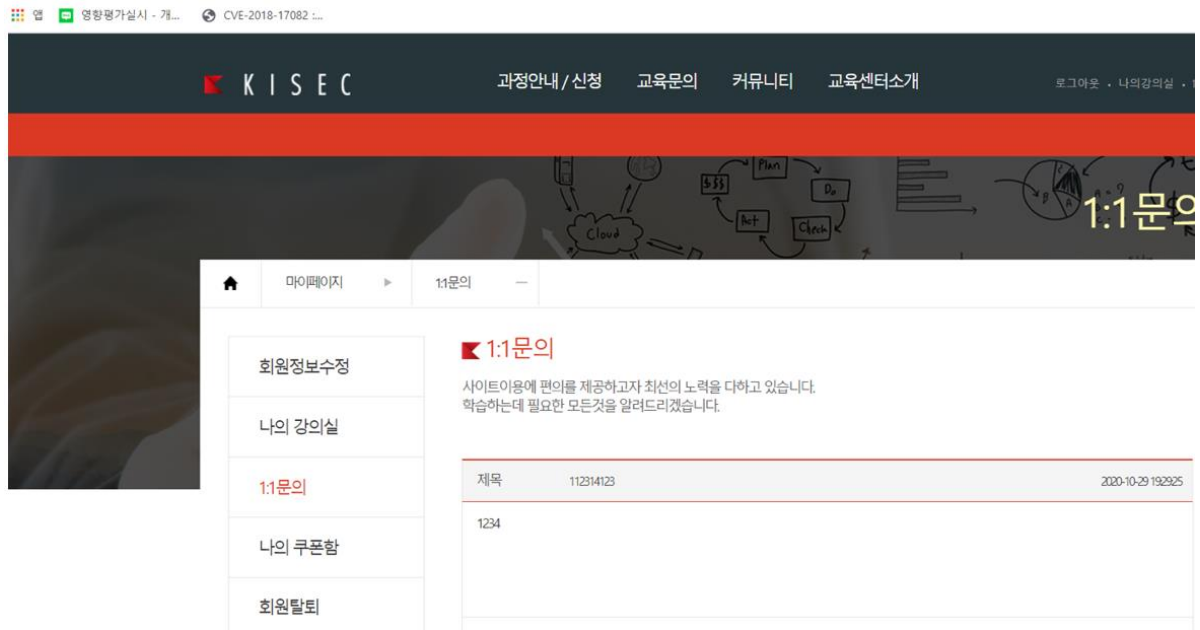 앱 영향평가실시 - 개... CVE-2018-17082 :...
KISEC
과정안내 / 신청 교육문의 커뮤니티 교육센터소개
로그아웃 . 나의강의실 .
Plan
$$$
Do
Act
Check
Cloud
B
A
A = ?
1:1문의
마이페이지 ▶ 1:1문의 —
회원정보수정
나의 강의실
1:1문의
나의 쿠폰함
회원탈퇴
1:1문의
사이트이용에 편의를 제공하고자 최선의 노력을 다하고 있습니다.
학습하는데 필요한 모든것을 알려드리겠습니다.
제목 112314123 2020-10-29 19:29:25
1234